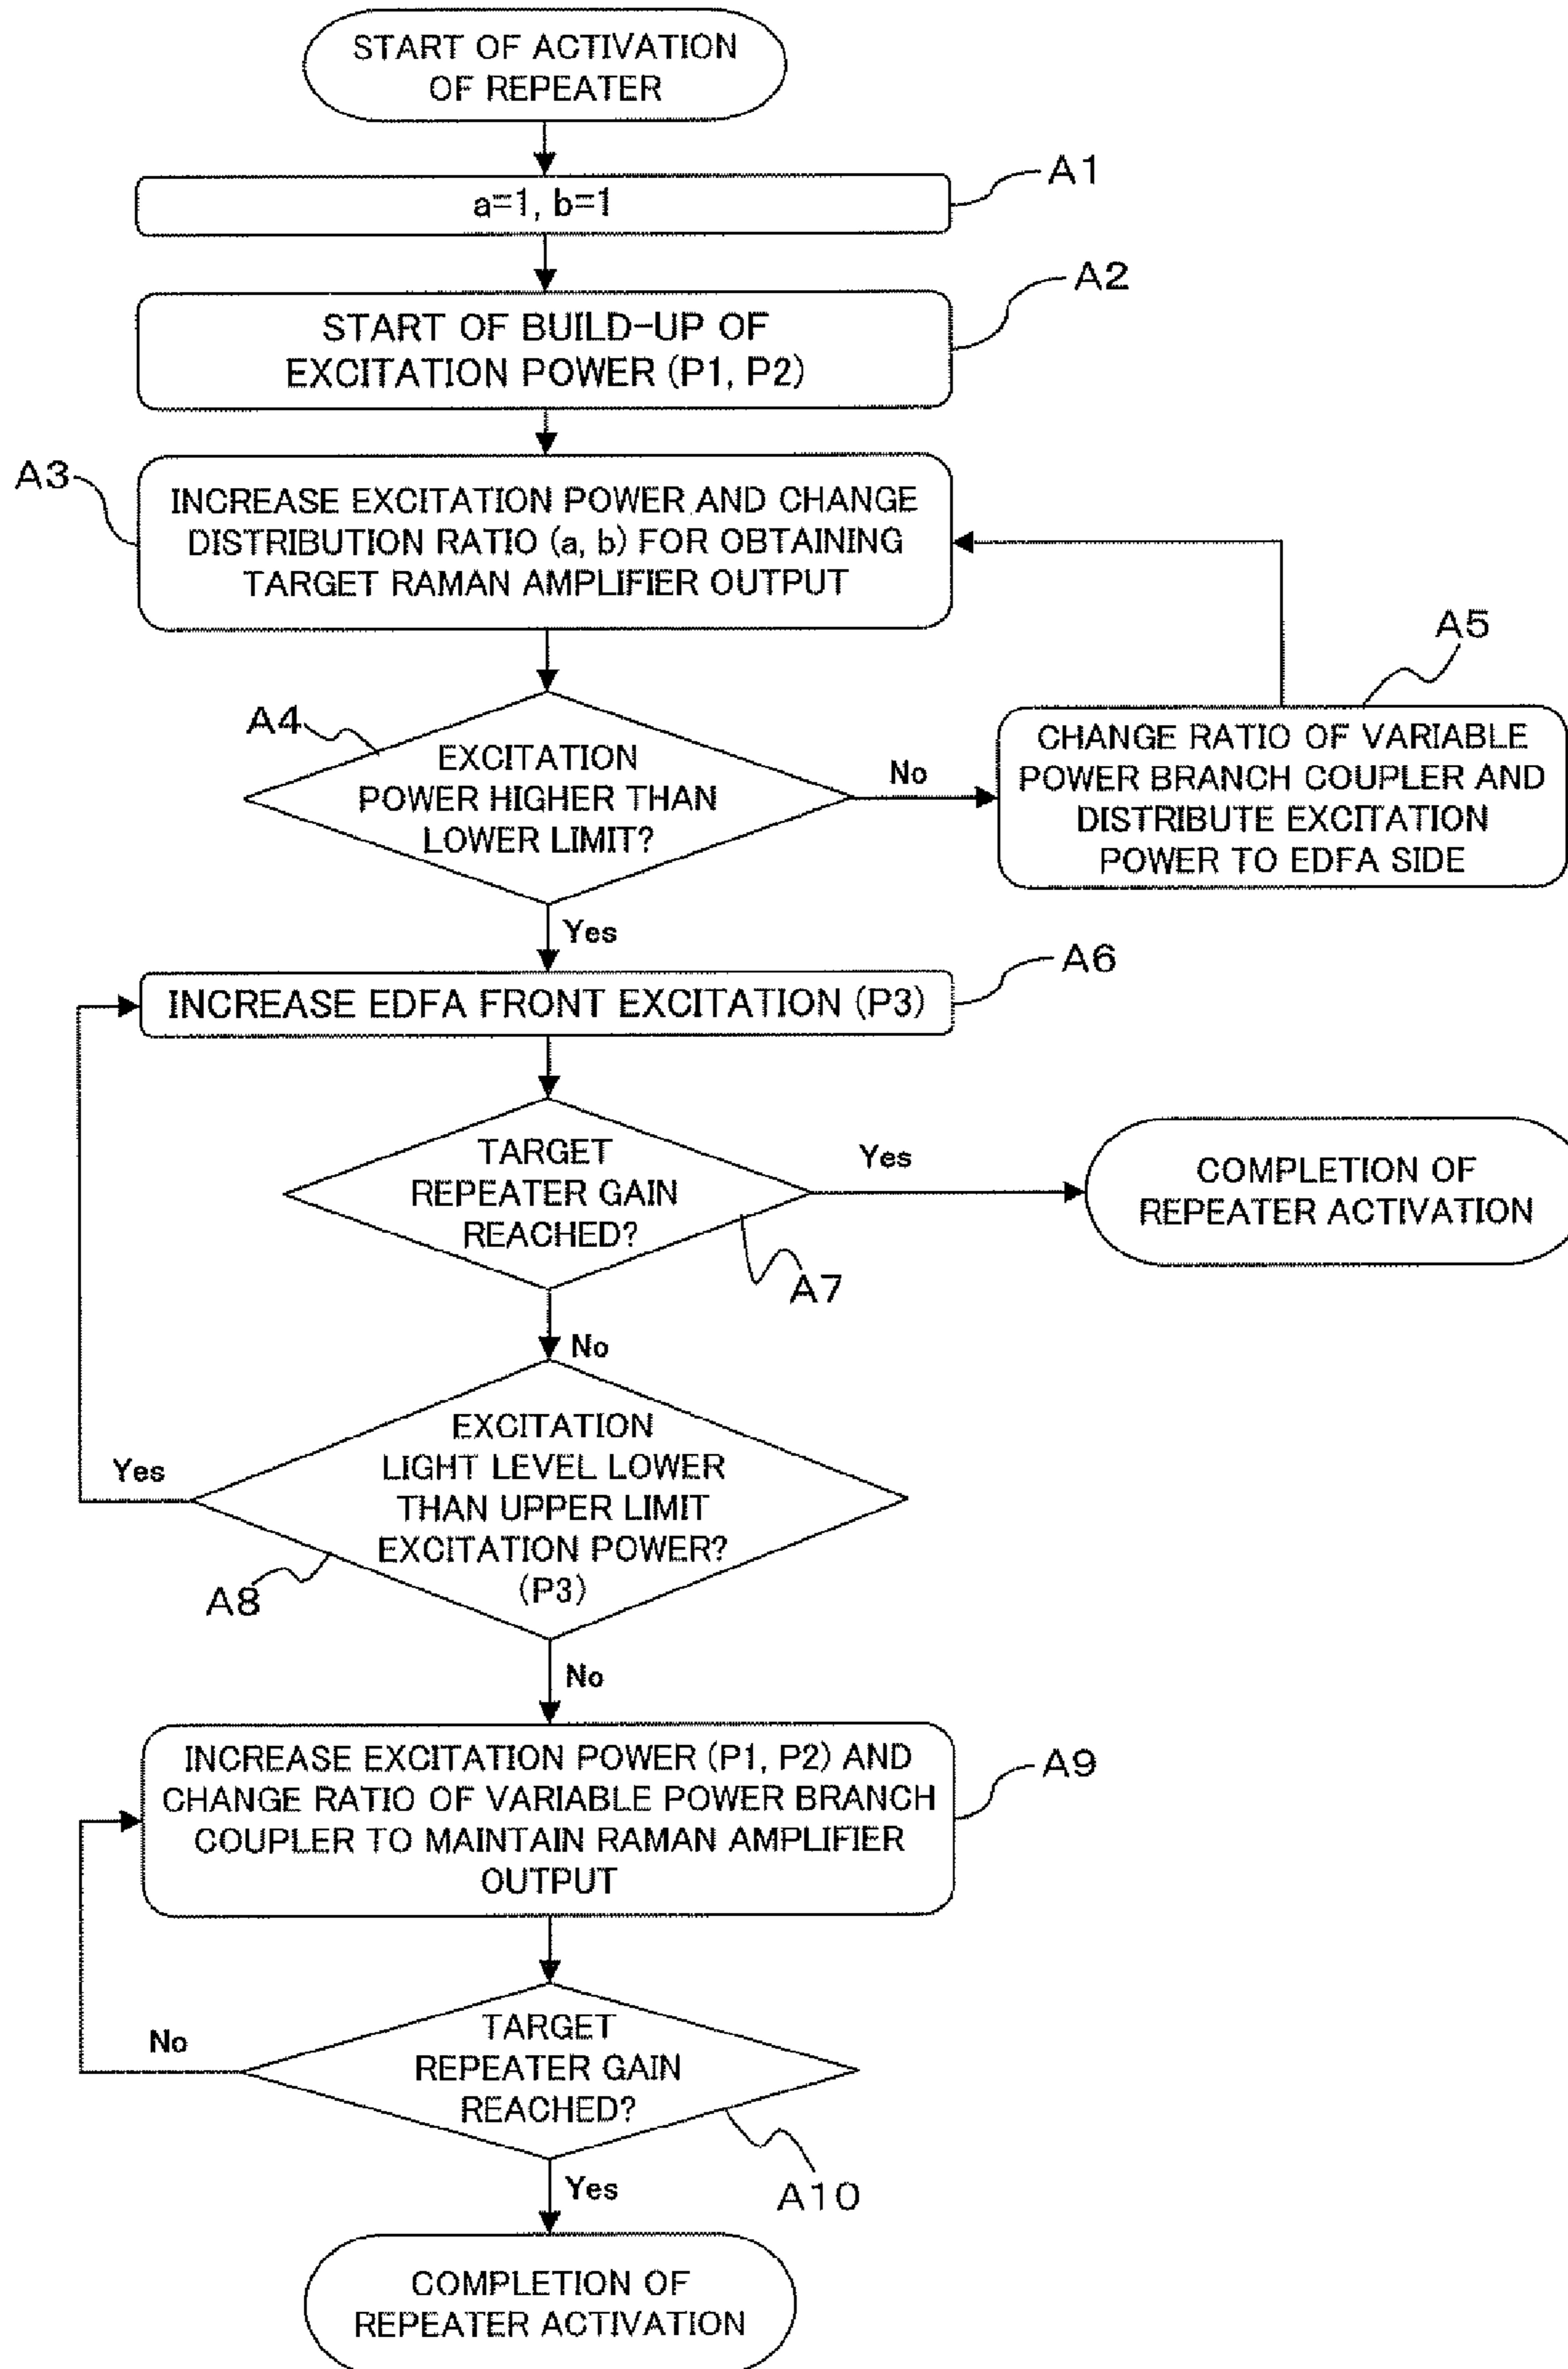 START OF ACTIVATION
OF REPEATER
A1
a=1, b=1
A2
START OF BUILD-UP OF
EXCITATION POWER (P1, P2)
A3
INCREASE EXCITATION POWER AND CHANGE
DISTRIBUTION RATIO (a, b) FOR OBTAINING
TARGET RAMAN AMPLIFIER OUTPUT
A4
EXCITATION
POWER HIGHER THAN
LOWER LIMIT?
No
A5
CHANGE RATIO OF VARIABLE
POWER BRANCH COUPLER AND
DISTRIBUTE EXCITATION
POWER TO EDFA SIDE
Yes
A6
INCREASE EDFA FRONT EXCITATION (P3)
TARGET
REPEATER GAIN
REACHED?
Yes
A7
COMPLETION OF
REPEATER ACTIVATION
No
EXCITATION
LIGHT LEVEL LOWER
THAN UPPER LIMIT
EXCITATION POWER?
(P3)
Yes
A8
No
INCREASE EXCITATION POWER (P1, P2) AND
CHANGE RATIO OF VARIABLE POWER BRANCH
COUPLER TO MAINTAIN RAMAN AMPLIFIER
OUTPUT
A9
TARGET
REPEATER GAIN
REACHED?
No
A10
Yes
COMPLETION OF
REPEATER ACTIVATION